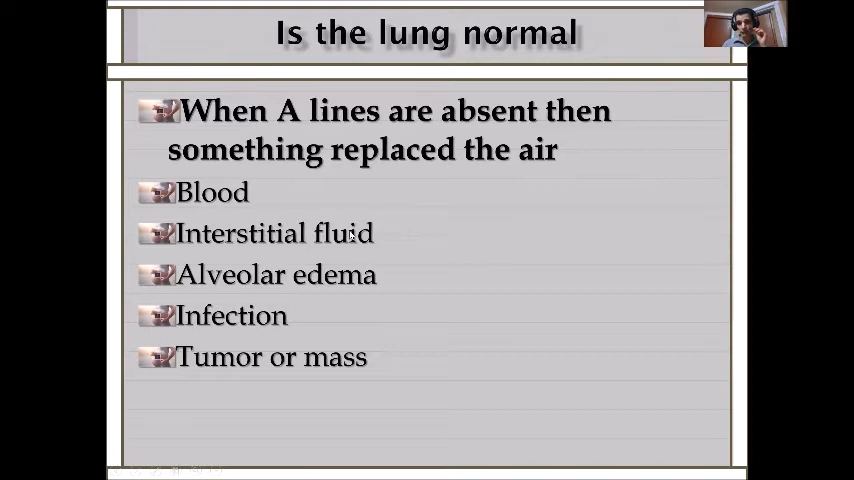 Is the lung normal
When A lines are absent then
something replaced the air
Blood
Interstitial fluid
Alveolar edema
Infection
Tumor or mass